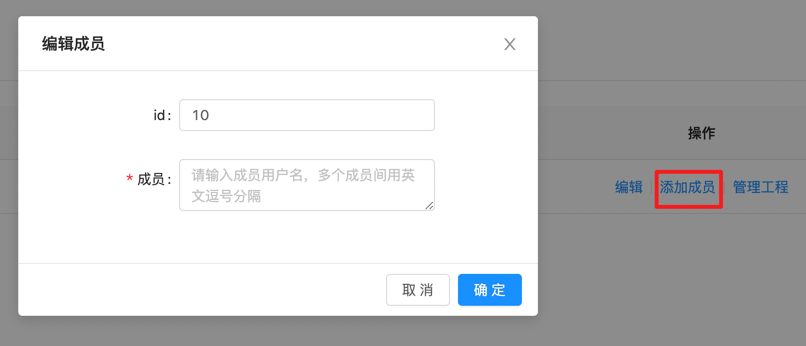 编辑成员
id:
10
* 成员:
请输入成员用户名，多个成员间用英
文逗号分隔
取 消
确 定
操作
编辑
添加成员
管理工程